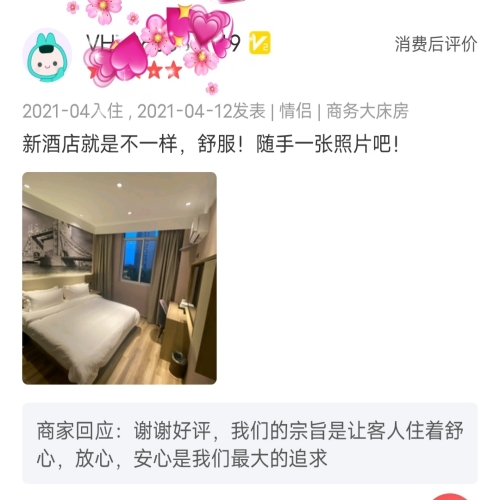 消费后评价
2021-04入住 , 2021-04-12发表 | 情侣 | 商务大床房
新酒店就是不一样，舒服！随手一张照片吧！
商家回应：谢谢好评，我们的宗旨是让客人住着舒
心，放心，安心是我们最大的追求